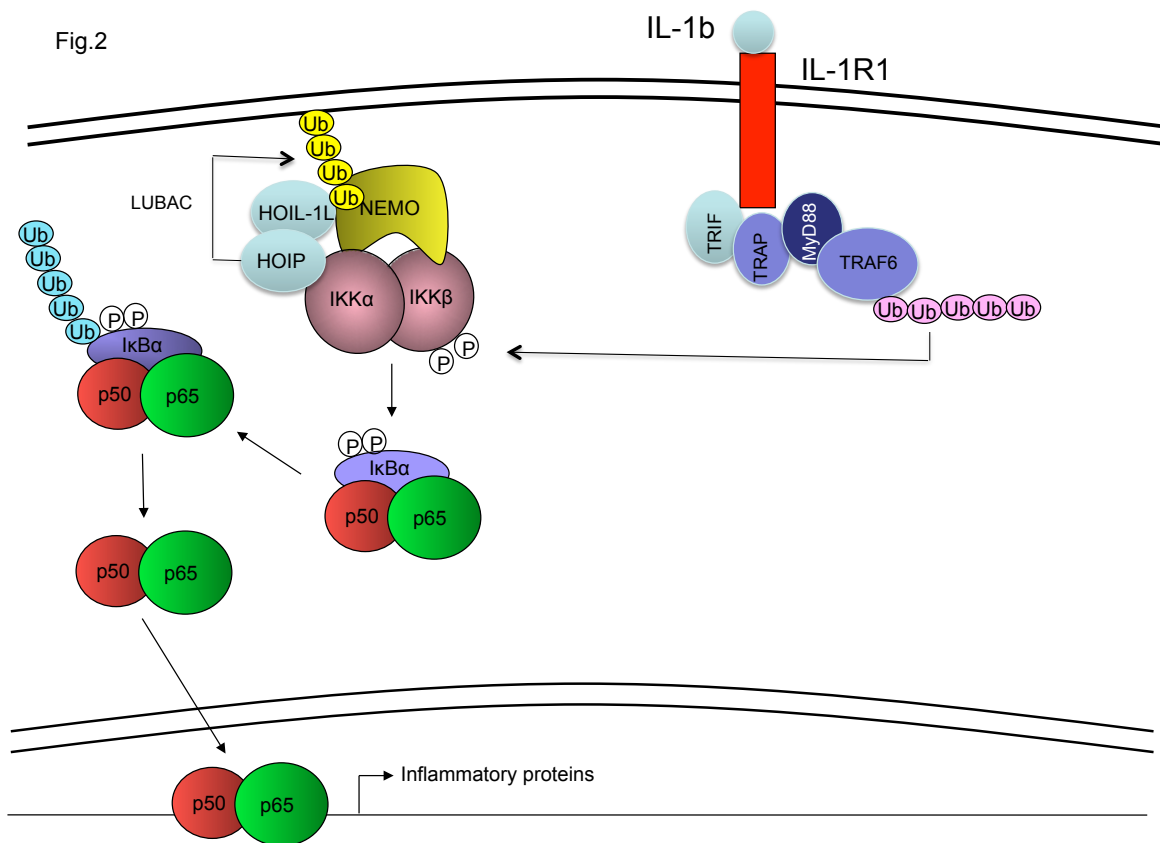 Fig.2
IL-1b
IL-1R1
Ub
Ub
Ub
Ub
LUBAC
HOIL-1L
NEMO
HOIP
IKKα
IKKβ
P
P
TRIF
TRAP
MyD88
TRAF6
Ub
Ub
Ub
Ub
Ub
Ub
Ub
Ub
Ub
Ub
P
P
IκBα
p50
p65
P
P
IκBα
p50
p65
p50
p65
p50
p65
Inflammatory proteins